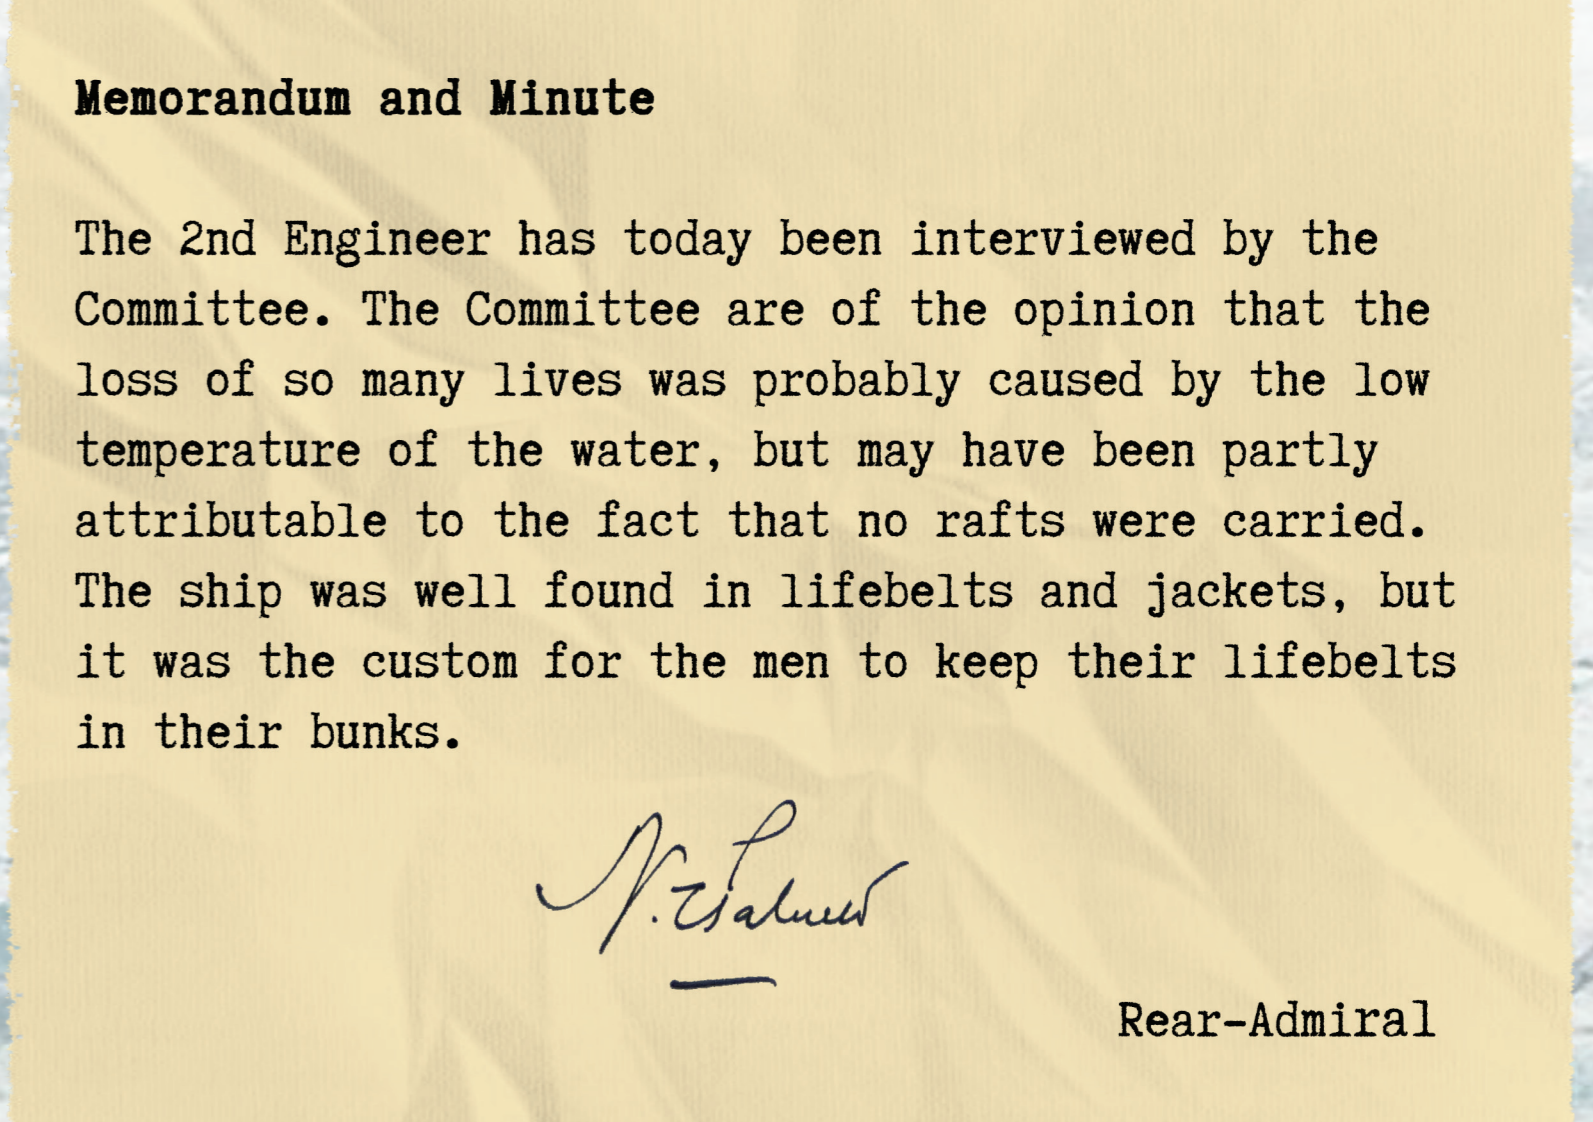 Memorandum and Minute
The 2nd Engineer has today been interviewed by the
Committee. The Committee are of the opinion that the
loss of so many lives was probably caused by the low
temperature of the water, but may have been partly
attributable to the fact that no rafts were carried.
The ship was well found in lifebelts and jackets, but
it was the custom for the men to keep their lifebelts
in their bunks.
N.
Rear-Admiral